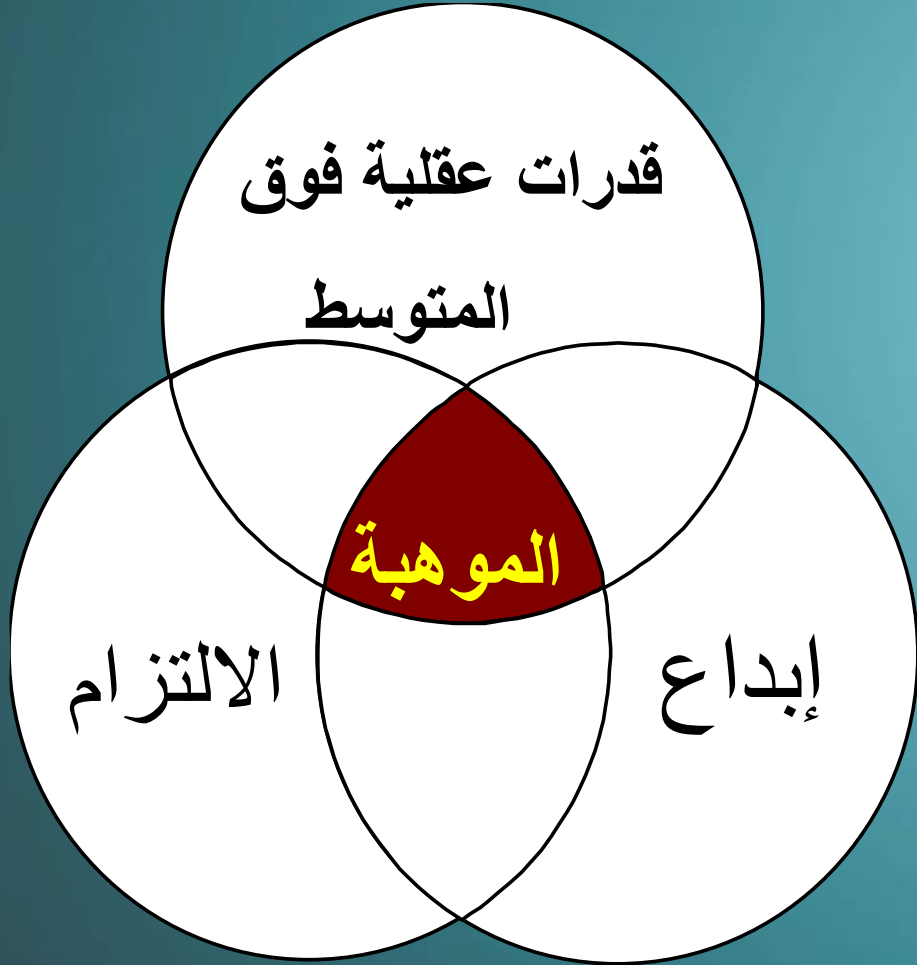 قدرات عقلية فوق
المتوسط
الموهبة
إبداع
الالتزام